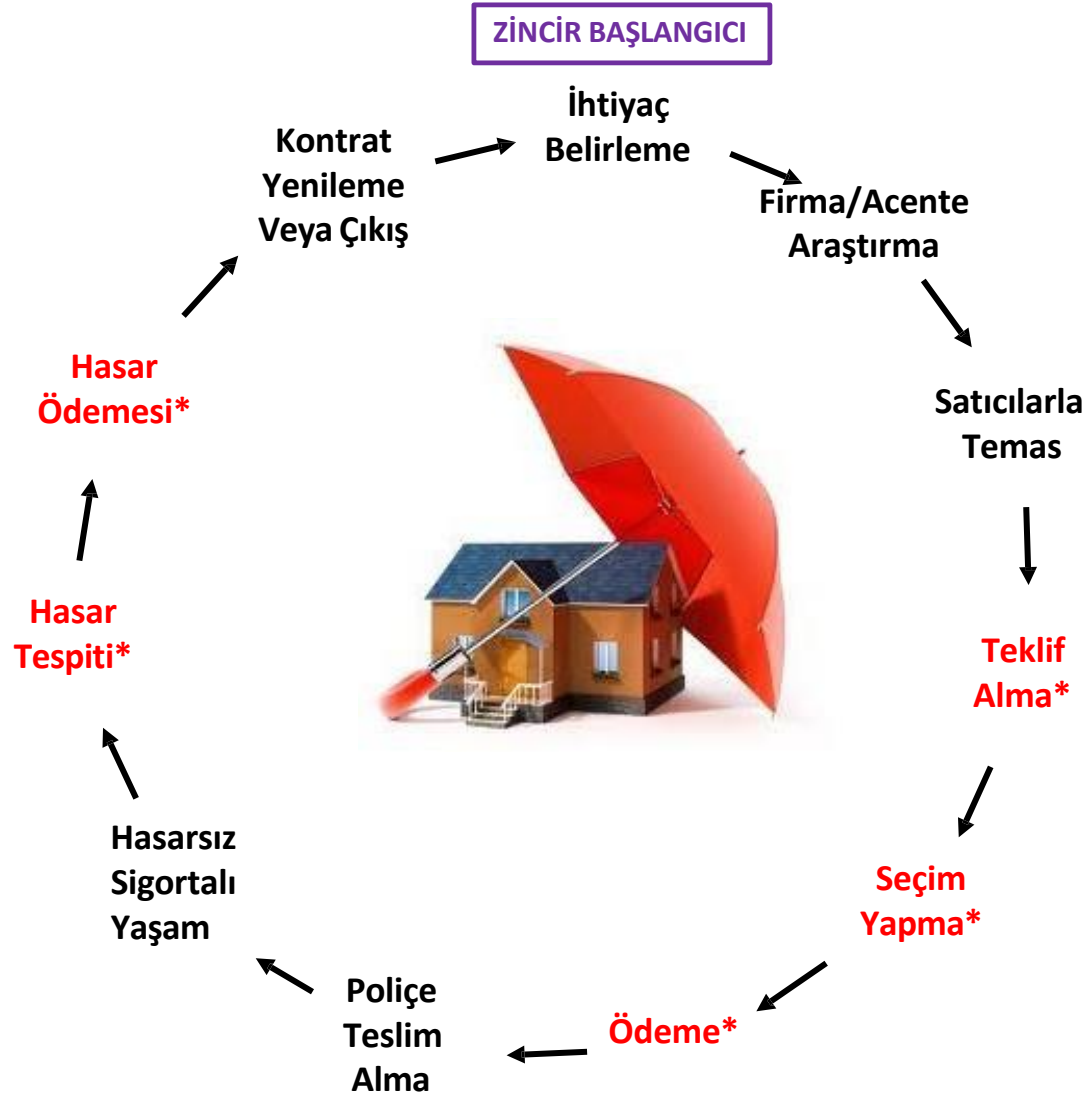 ZİNCİR BAŞLANGICI
İhtiyaç
Belirleme
Firma/Acente
Araştırma
Satıcılarla
Temas
Teklif
Alma*
Seçim
Yapma*
Ödeme*
Poliçe
Teslim
Alma
Hasarsız
Sigortalı
Yaşam
Hasar
Tespiti*
Hasar
Ödemesi*
Kontrat
Yenileme
Veya Çıkış